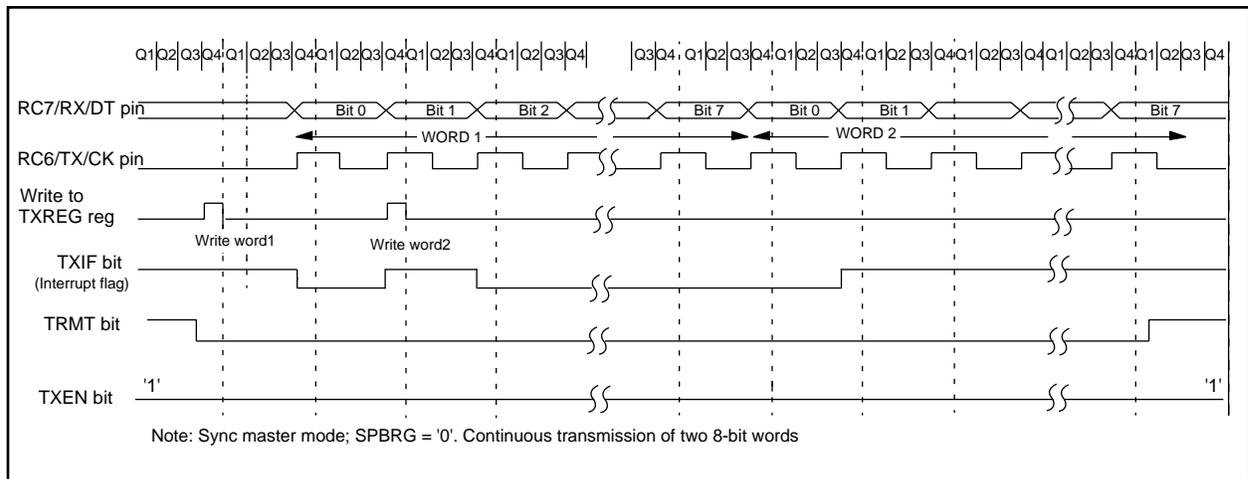 Q1 Q2 Q3 Q4 Q1 Q2 Q3 Q4 Q1 Q2 Q3 Q4 Q1 Q2 Q3 Q4 Q1 Q2 Q3 Q4 Q3 Q4 Q1 Q2 Q3 Q4 Q1 Q2 Q3 Q4 Q1 Q2 Q3 Q4 Q1 Q2 Q3 Q4 Q1 Q2 Q3 Q4 Q1 Q2 Q3 Q4 Q1 Q2 Q3 Q4
RC7/RX/DT pin Bit 0 Bit 1 Bit 2 Bit 7 Bit 0 Bit 1 Bit 7
WORD 1 WORD 2
RC6/TX/CK pin
Write to
TXREG reg
Write word1 Write word2
TXIF bit
(Interrupt flag)
TRMT bit
'1' '1'
TXEN bit
Note: Sync master mode; SPBRG = '0'. Continuous transmission of two 8-bit words